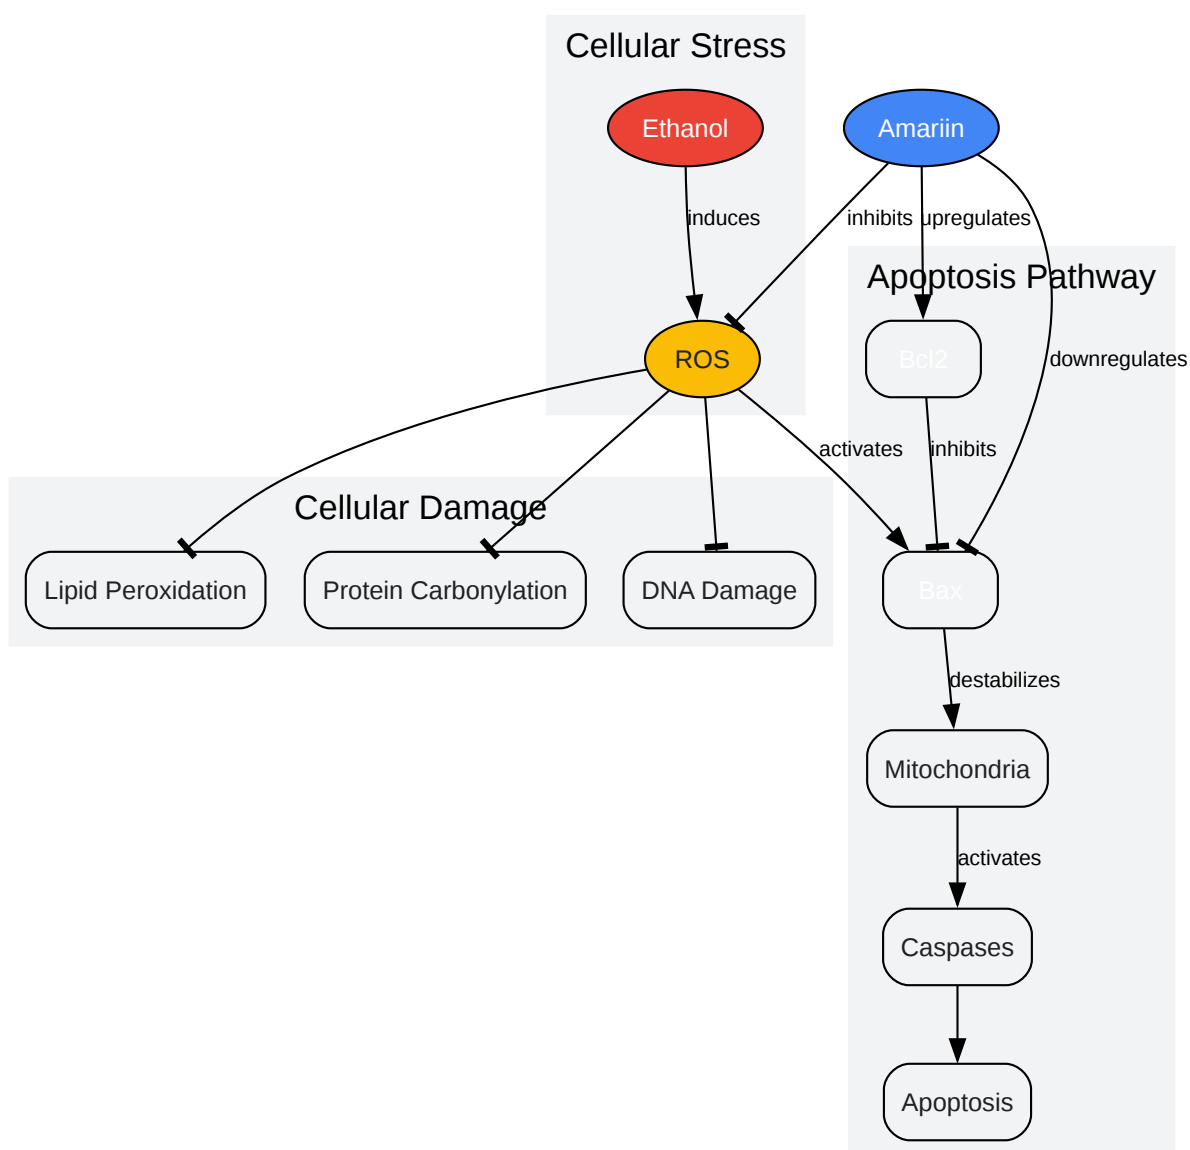 Cellular Stress
Ethanol
Amariin
induces
inhibits
upregulates
Apoptosis Pathway
ROS
Bcl2
downregulates
activates
inhibits
Cellular Damage
Lipid Peroxidation
Protein Carbonylation
DNA Damage
Bax
destabilizes
Mitochondria
activates
Caspases
Apoptosis